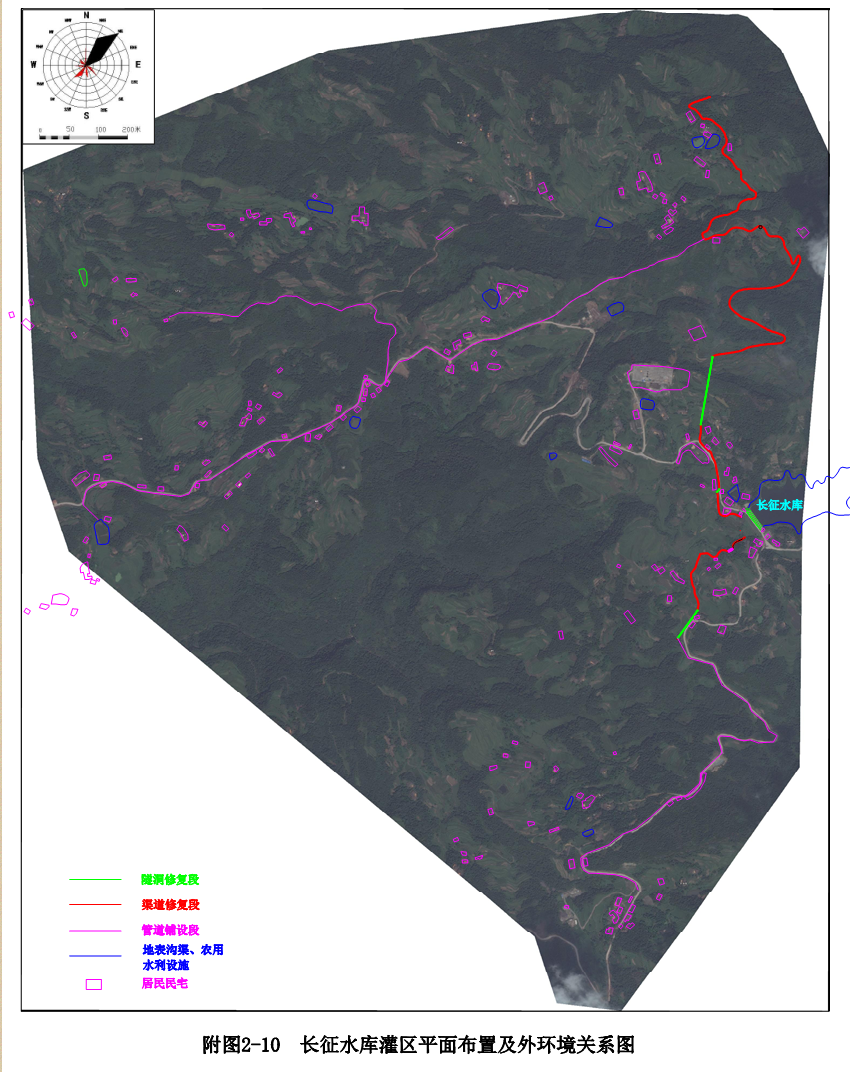 N
W
E
S
0 50 100 200米
长征水库
隧洞修复段
渠道修复段
管道铺设段
地表沟渠、农用
水利设施
居民民宅
附图2-10 长征水库灌区平面布置及外环境关系图